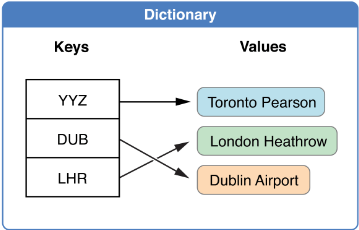 Dictionary
Keys Values
YYZ Toronto Pearson
DUB London Heathrow
LHR Dublin Airport